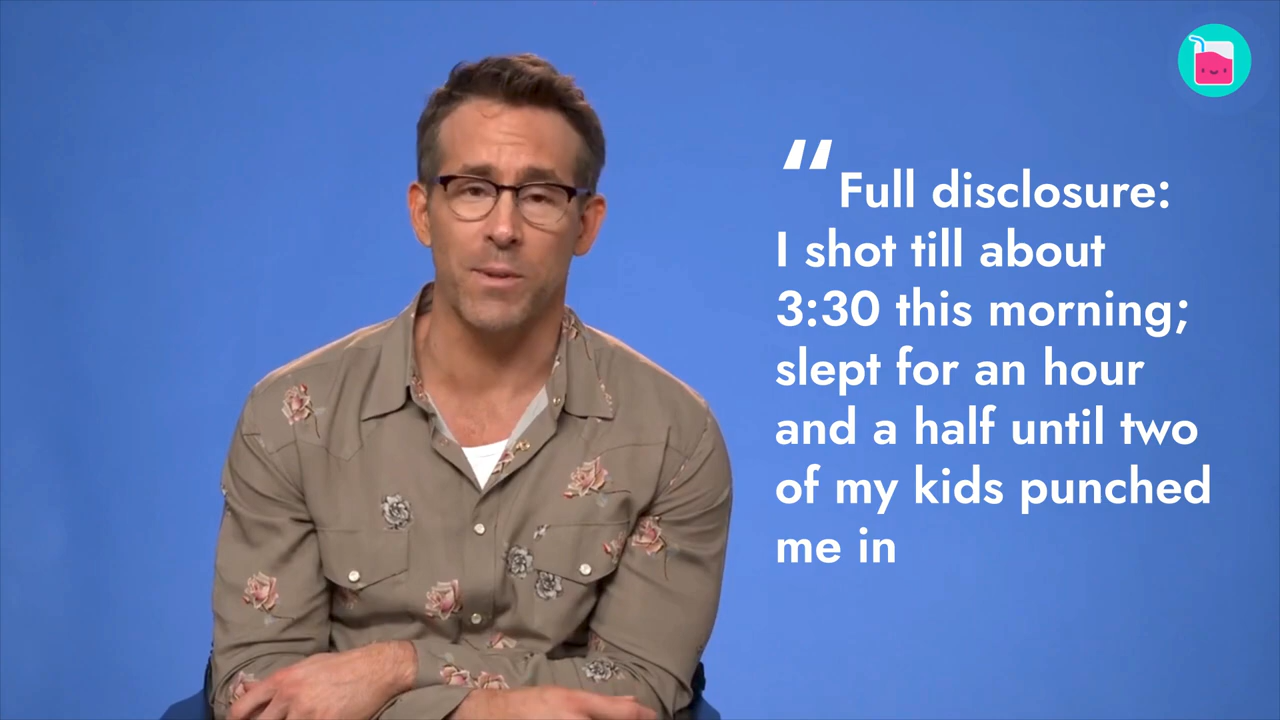 “Full disclosure:
I shot till about
3:30 this morning;
slept for an hour
and a half until two
of my kids punched
me in